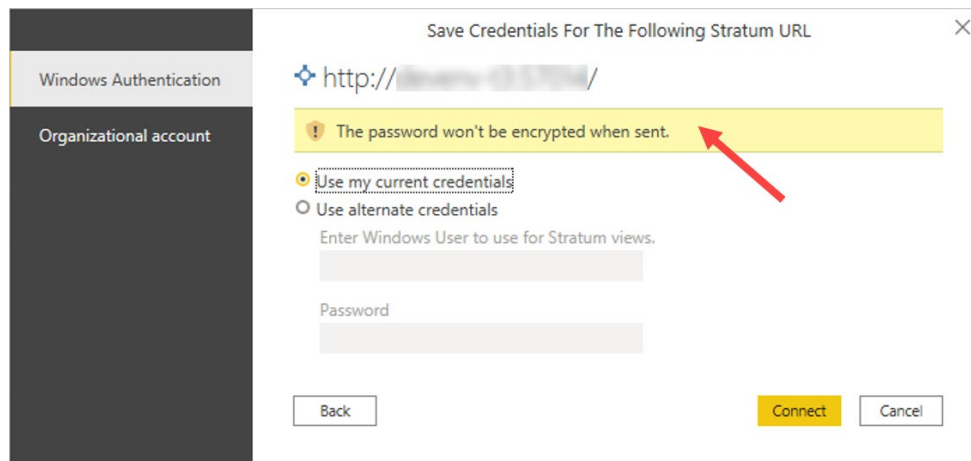 Save Credentials For The Following Stratum URL
Windows Authentication
Organizational account
http:// /
The password won't be encrypted when sent.
Use my current credentials
Use alternate credentials
Enter Windows User to use for Stratum views.
Password
Back
Connect
Cancel